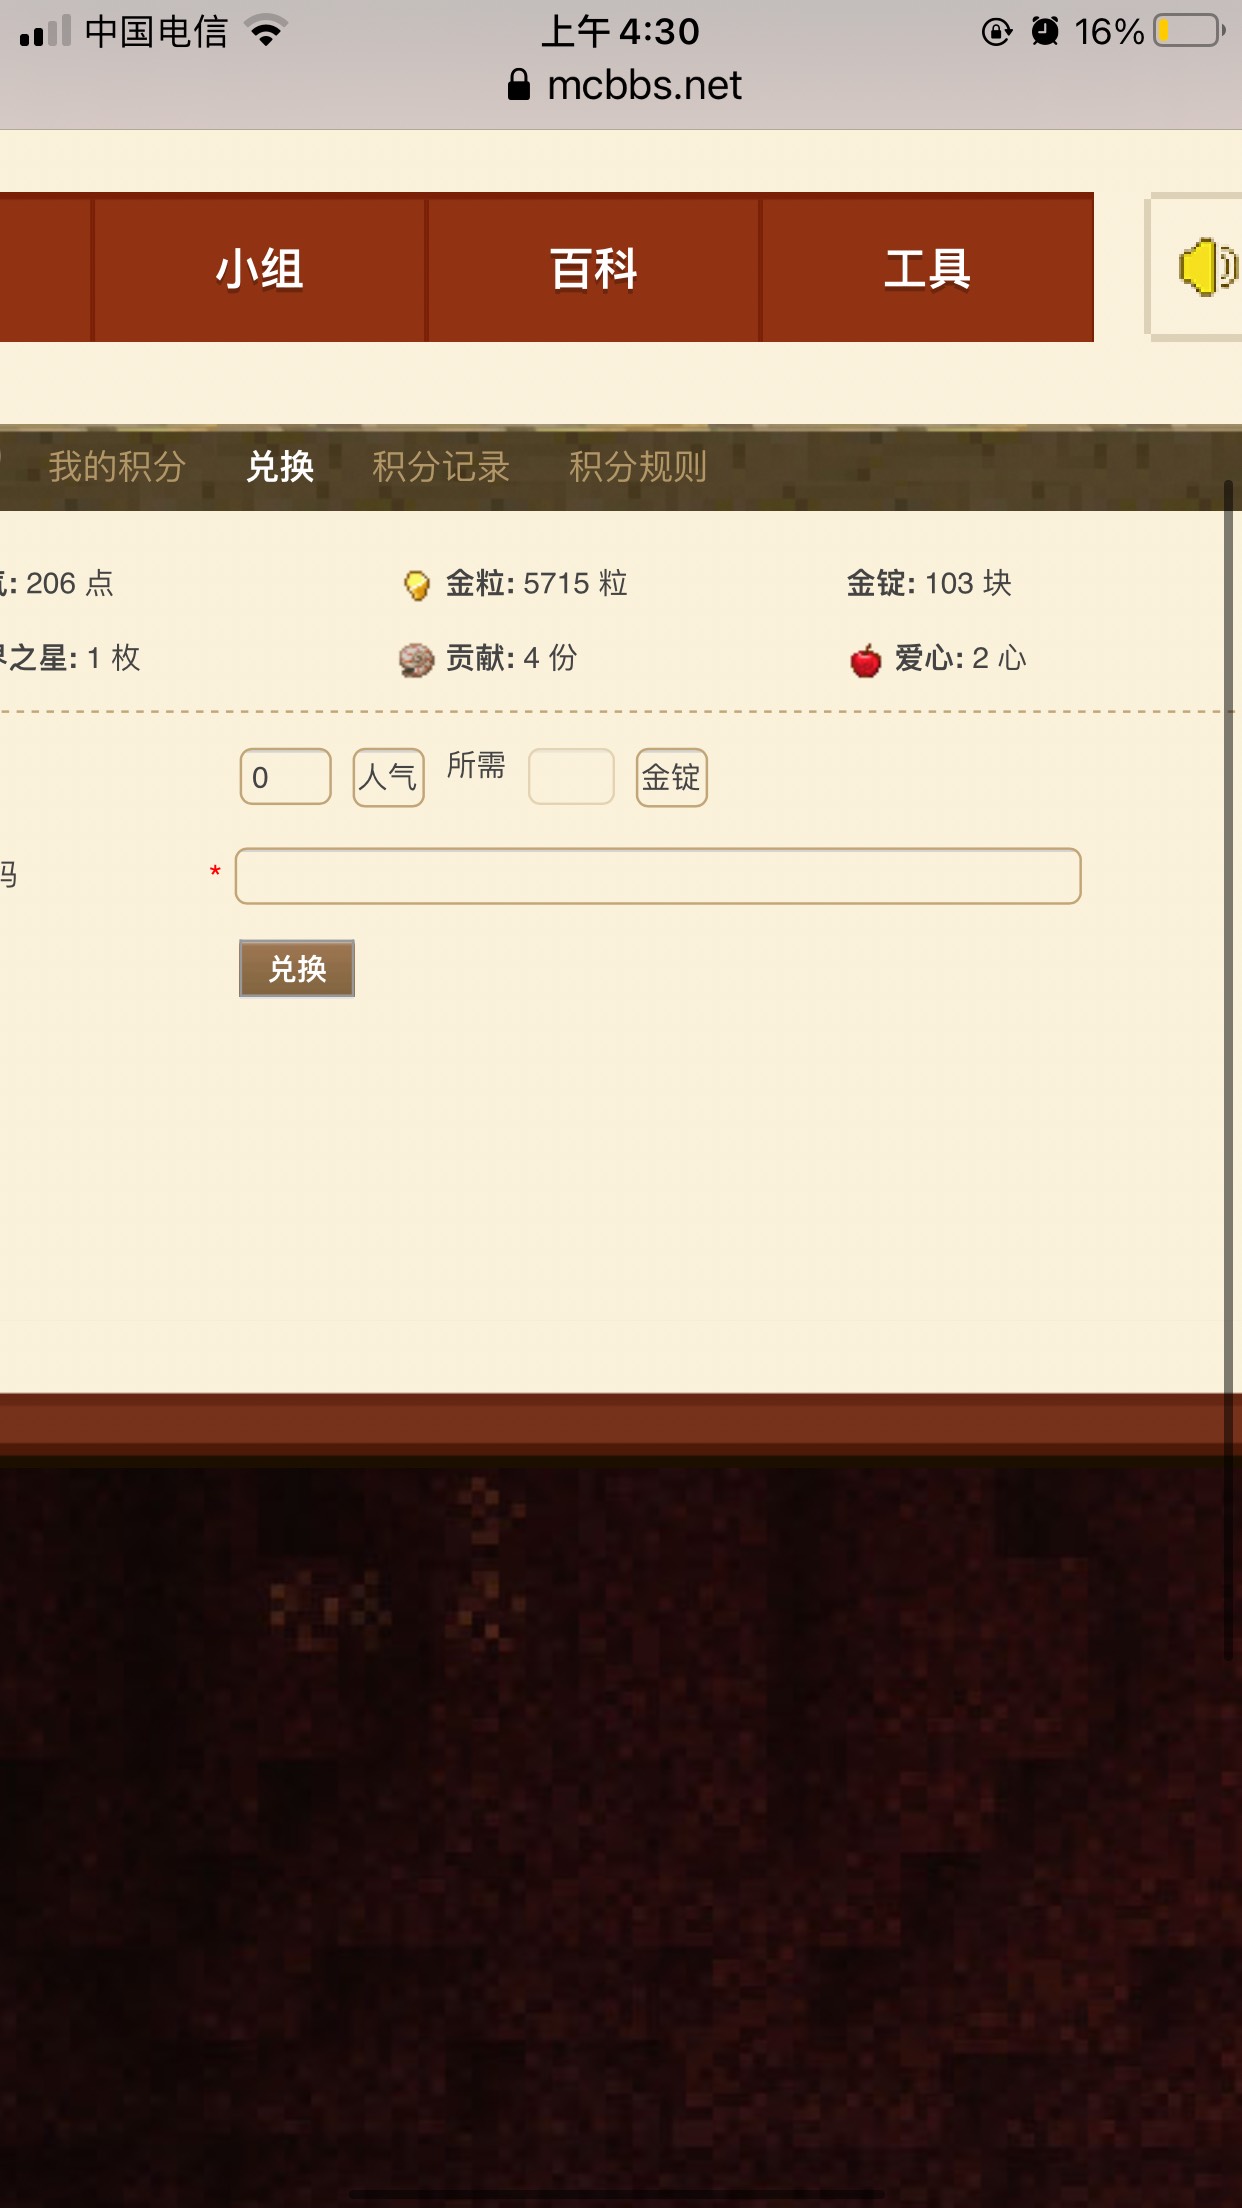 中国电信 上午4:30 16%
mcbbs.net
小组 百科 工具
我的积分 兑换 积分记录 积分规则
: 206 点 金粒: 5715 粒 金锭: 103 块
之星: 1 枚 贡献: 4 份 爱心: 2 心
0 人气 所需 金锭
码 *
兑换